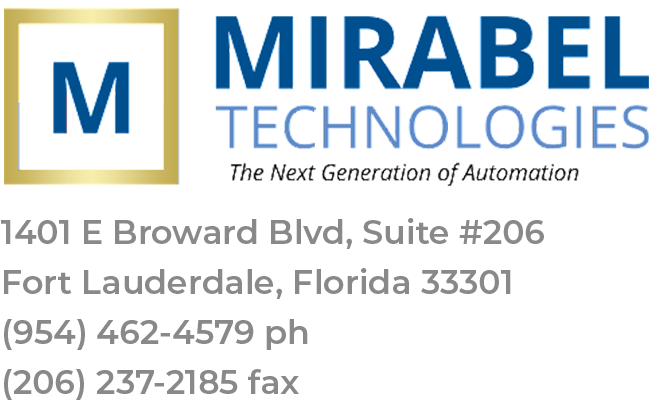 M
MIRABEL
TECHNOLOGIES
The Next Generation of Automation
1401 E Broward Blvd, Suite #206
Fort Lauderdale, Florida 33301
(954) 462-4579 ph
(206) 237-2185 fax